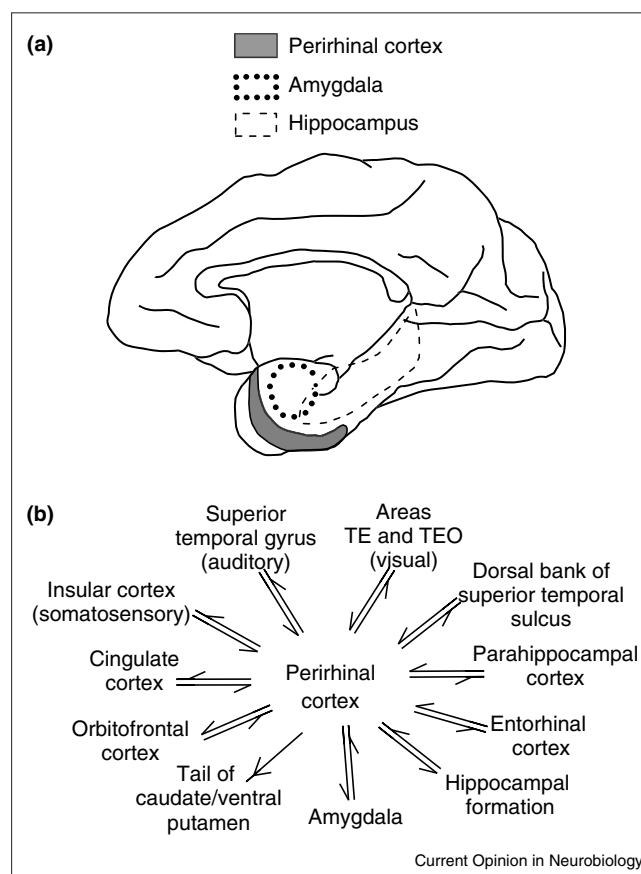 (a)
Perirhinal cortex
Amygdala
Hippocampus
(b)
Superior
temporal gyrus
(auditory)
Areas
TE and TEO
(visual)
Insular cortex
(somatosensory)
Dorsal bank of
superior temporal
sulcus
Cingulate
cortex
Perirhinal
cortex
Parahippocampal
cortex
Orbitofrontal
cortex
Entorhinal
cortex
Tail of
caudate/ventral
putamen
Amygdala
Hippocampal
formation
Current Opinion in Neurobiology